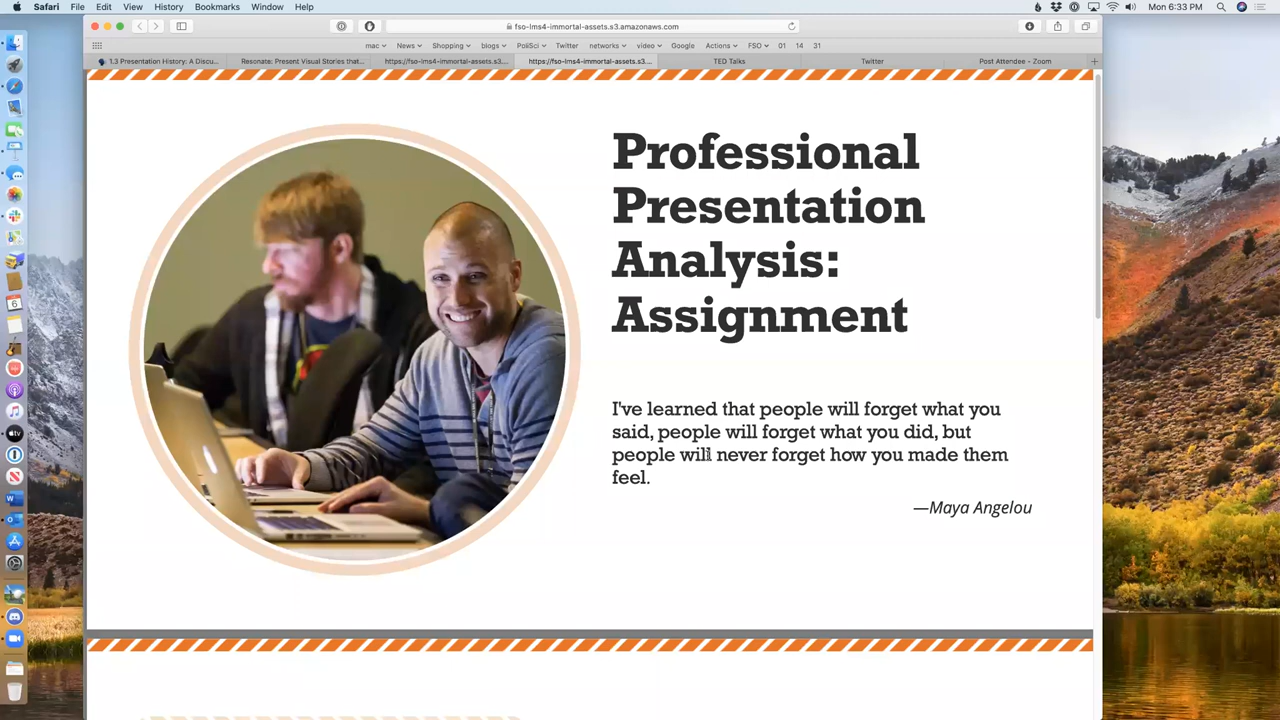 Safari File Edit View History Bookmarks Window Help Mon 6:33 PM
fso-lms4-immortal-assets.s3.amazonaws.com
mac News Shopping blogs PoliSci Twitter networks video Google Actions FSO 01 14 31
1.3 Presentation History: A Discu... Resonate: Present Visual Stories that... https://fso-lms4-immortal-assets.s3.... https://fso-lms4-immortal-assets.s3.... TED Talks Twitter Post Attendee - Zoom
Professional
Presentation
Analysis:
Assignment
I've learned that people will forget what you
said, people will forget what you did, but
people will never forget how you made them
feel.
—Maya Angelou